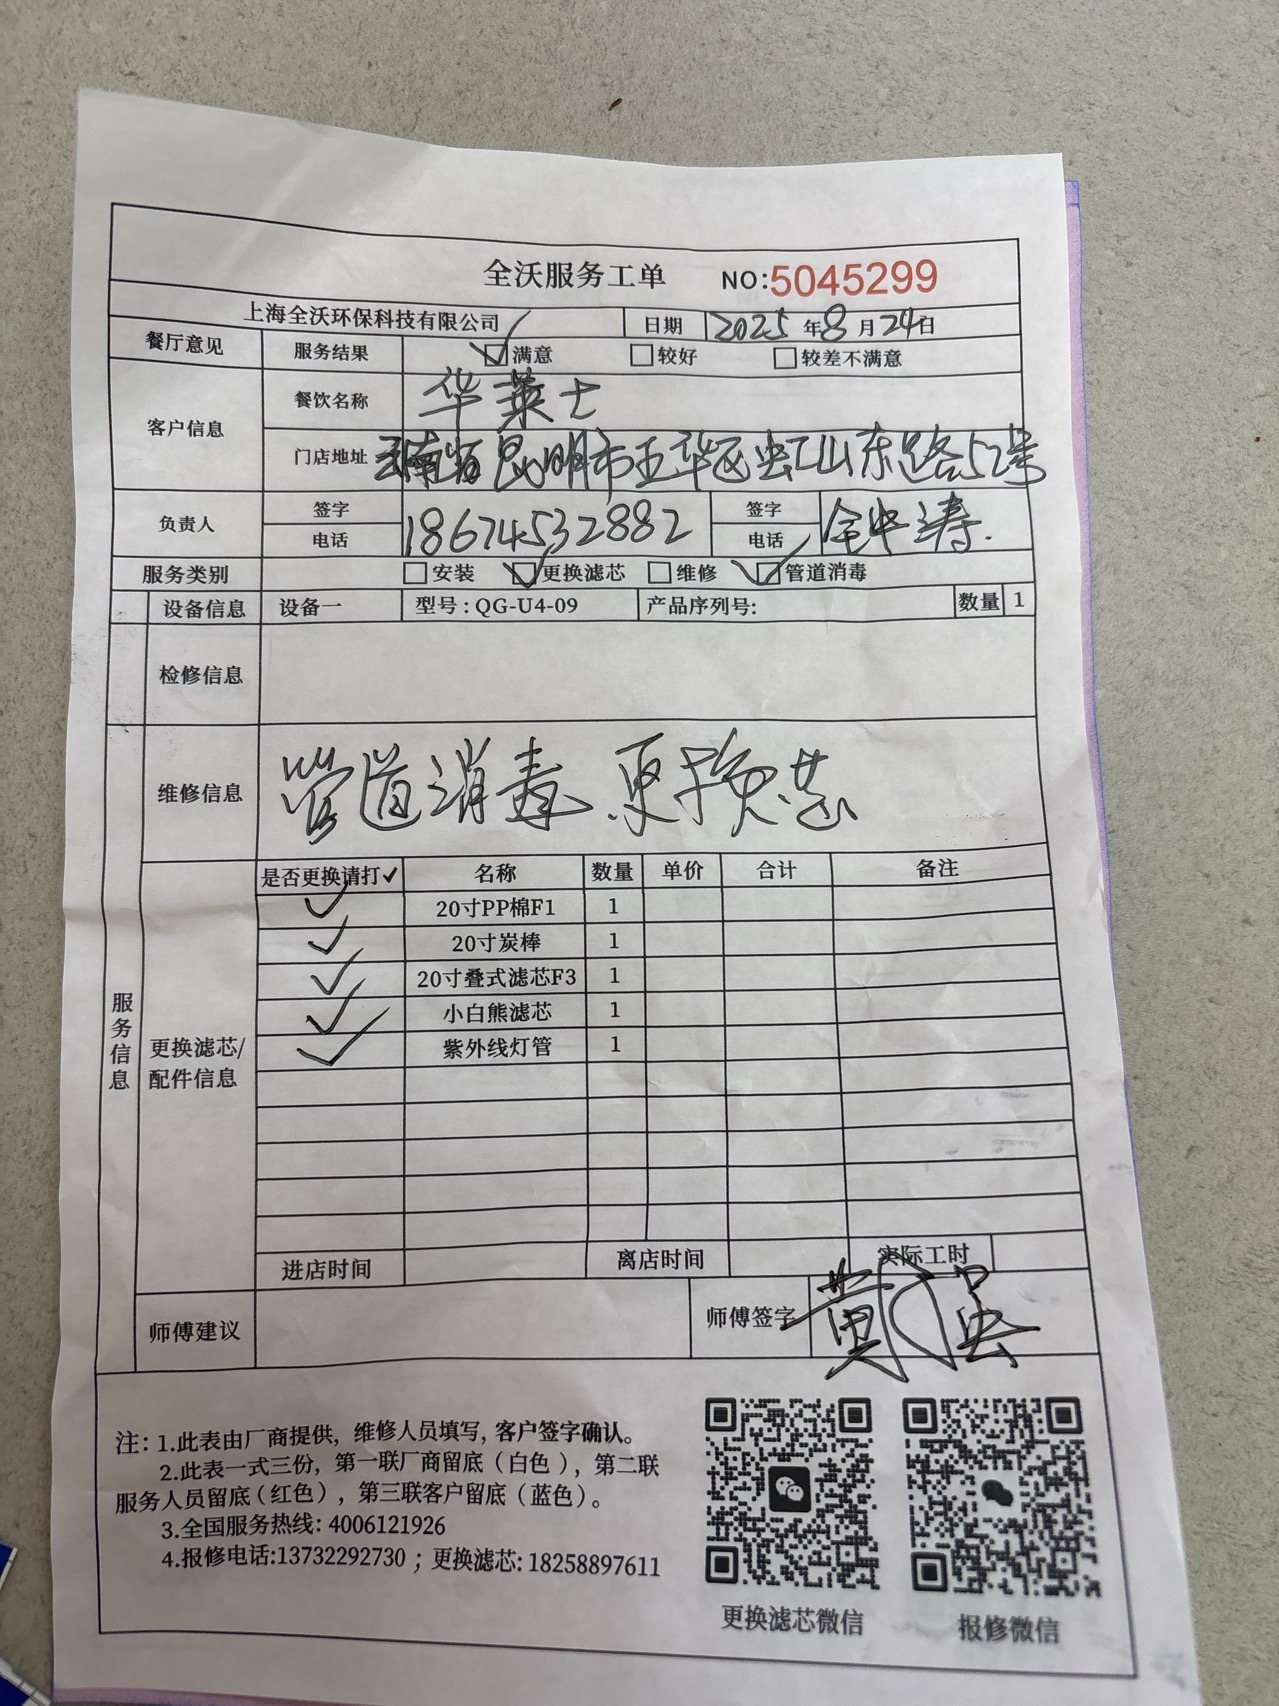 全沃服务工单 NO:5045299
上海全沃环保科技有限公司 日期 2025年8月24日
餐厅意见 服务结果 满意 较好 较差不满意
客户信息 餐饮名称 华莱士
门店地址 云南省昆明市五华区虹山东路52号
负责人 签字 电话 18674532882 签字 电话
服务类别 安装 更换滤芯 维修 管道消毒
设备信息 设备一 型号:QG-U4-09 产品序列号: 数量 1
检修信息
维修信息 管道消毒 更换芯
服务信息
更换滤芯/配件信息
是否更换请打✓ 名称 数量 单价 合计 备注
✓ 20寸PP棉F1 1
✓ 20寸炭棒 1
✓ 20寸叠式滤芯F3 1
✓ 小白熊滤芯 1
✓ 紫外线灯管 1
进店时间 离店时间 实际工时
师傅建议 师傅签字
注:1.此表由厂商提供, 维修人员填写, 客户签字确认。
2.此表一式三份, 第一联厂商留底(白色), 第二联
服务人员留底(红色), 第三联客户留底(蓝色)。
3.全国服务热线: 4006121926
4.报修电话:13732292730 ; 更换滤芯: 18258897611
更换滤芯微信 报修微信